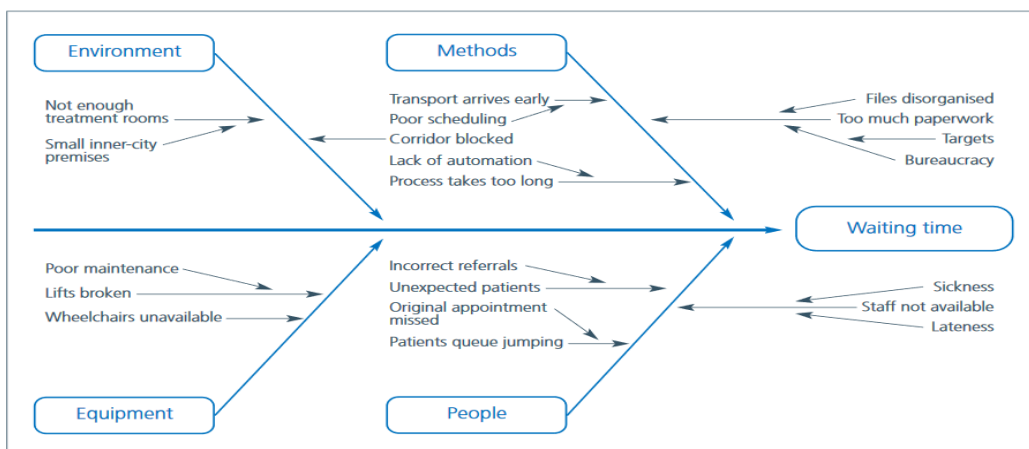 Environment
Not enough
treatment rooms
Small inner-city
premises
Methods
Transport arrives early
Poor scheduling
Corridor blocked
Lack of automation
Process takes too long
Files disorganised
Too much paperwork
Targets
Bureaucracy
Waiting time
Poor maintenance
Lifts broken
Wheelchairs unavailable
Equipment
Incorrect referrals
Unexpected patients
Original appointment
missed
Patients queue jumping
People
Sickness
Staff not available
Lateness